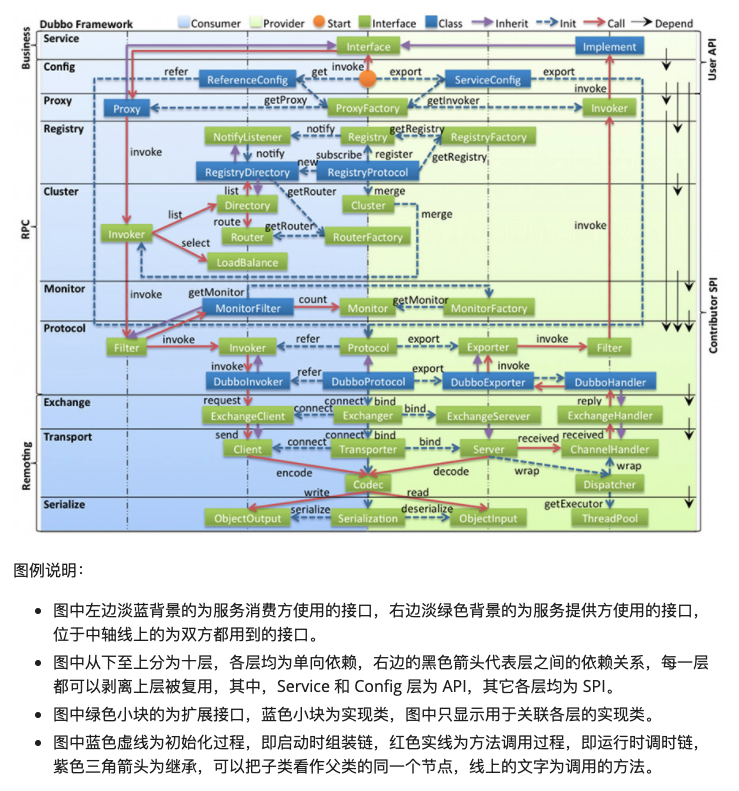 Dubbo Framework Consumer Provider Start Interface Class Inherit Init Call Depend
Business
Service Interface Implement
User API
Config invoke
refer ReferenceConfig get export ServiceConfig export
invoke
Proxy getProxy getInvoker
Proxy ProxyFactory Invoker
Registry NotifyListener notify Registry getRegistry RegistryFactory
invoke notify subscribe register getRegistry
RegistryDirectory new RegistryProtocol
RPC
Cluster list getRouter merge
Directory Cluster merge
list route getRouter
Invoker Router RouterFactory invoke
select
LoadBalance
Contributor SPI
Monitor invoke getMonitor
MonitorFilter count Monitor getMonitor MonitorFactory
Protocol
Filter invoke Invoker refer Protocol export Exporter invoke Filter
invoke refer export invoke
DubboInvoker DubboProtocol DubboExporter DubboHandler
Remoting
Exchange request connect bind reply
ExchangeClient connect Exchanger bind ExchangeSerever ExchangeHandler
Transport send connect bind received received
Client connect Transporter bind Server ChannelHandler
encode decode wrap wrap
Codec Dispatcher
Serialize write read getExecutor
ObjectOutput serialize Serialization deserialize ObjectInput ThreadPool
图例说明：
• 图中左边淡蓝背景的为服务消费方使用的接口，右边淡绿色背景的为服务提供方使用的接口，
位于中轴线上的为双方都用到的接口。
• 图中从下至上分为十层，各层均为单向依赖，右边的黑色箭头代表层之间的依赖关系，每一层
都可以剥离上层被复用，其中，Service 和 Config 层为 API，其它各层均为 SPI。
• 图中绿色小块的为扩展接口，蓝色小块为实现类，图中只显示用于关联各层的实现类。
• 图中蓝色虚线为初始化过程，即启动时组装链，红色实线为方法调用过程，即运行时调时链，
紫色三角箭头为继承，可以把子类看作父类的同一个节点，线上的文字为调用的方法。